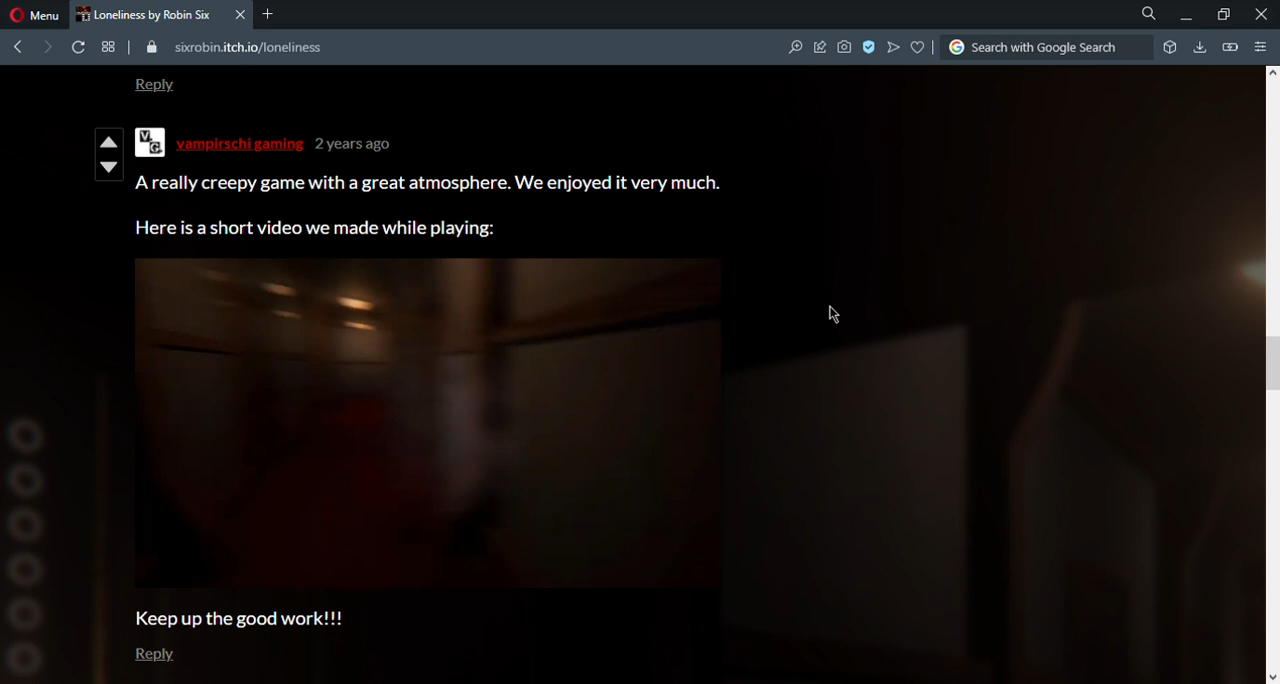 Menu
Loneliness by Robin Six
sixrobin.itch.io/loneliness
Search with Google Search
Reply
V.G.
vampirschi gaming 2 years ago
A really creepy game with a great atmosphere. We enjoyed it very much.
Here is a short video we made while playing:
Keep up the good work!!!
Reply